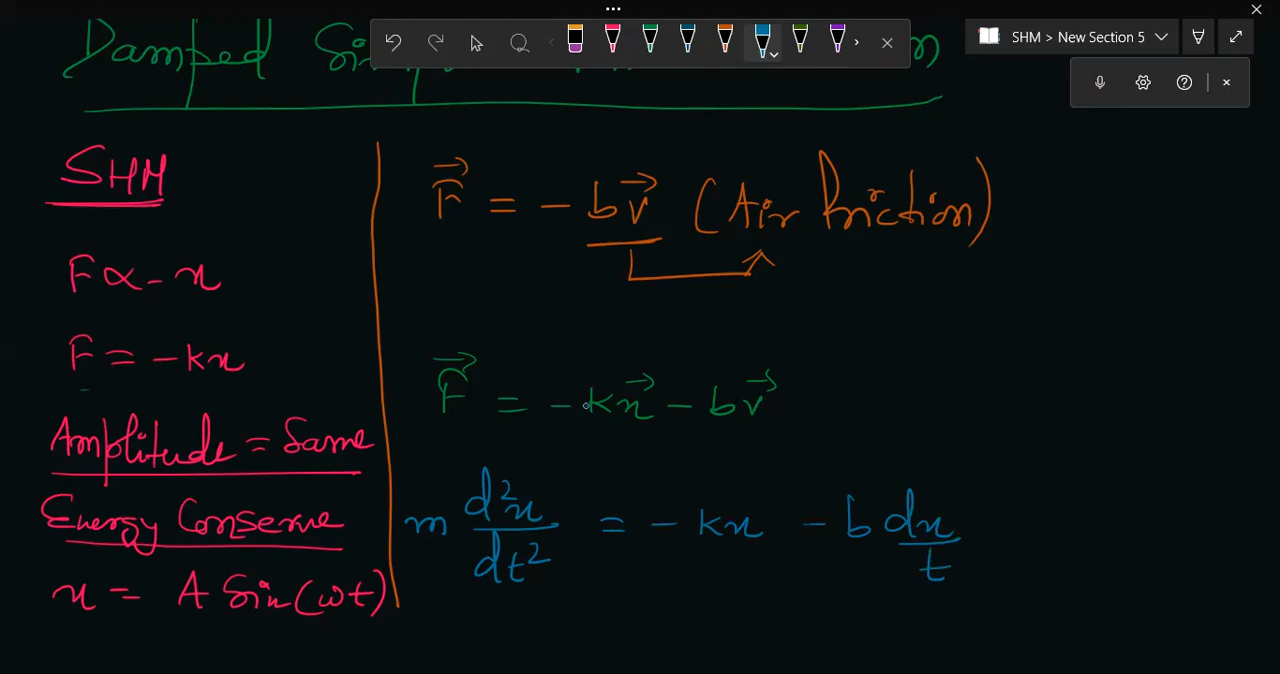 SHM > New Section 5
Damped
SHM
F ∝ - x
F = -kx
Amplitude = Same
Energy Conserve
x = A Sin(ωt)
F⃗ = - bv⃗ (Air friction)
F⃗ = - kx⃗ - bv⃗
m d²x/dt² = - kx - b dx/t